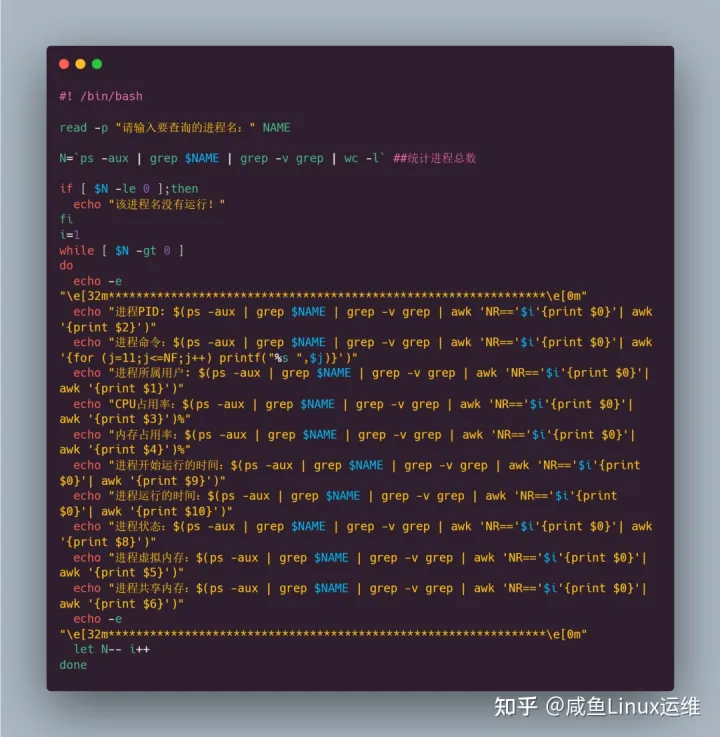 #! /bin/bash
read -p "请输入要查询的进程名：" NAME
N=`ps -aux | grep $NAME | grep -v grep | wc -l` ##统计进程总数
if [ $N -le 0 ];then
echo "该进程名没有运行！"
fi
i=1
while [ $N -gt 0 ]
do
echo -e
"\e[32m***************************************************************\e[0m"
echo "进程PID: $(ps -aux | grep $NAME | grep -v grep | awk 'NR=='$i'{print $0}'| awk
'{print $2}')"
echo "进程命令：$(ps -aux | grep $NAME | grep -v grep | awk 'NR=='$i'{print $0}'| awk
'{for (j=11;j<=NF;j++) printf("%s ",$j)}')"
echo "进程所属用户: $(ps -aux | grep $NAME | grep -v grep | awk 'NR=='$i'{print $0}'|
awk '{print $1}')"
echo "CPU占用率：$(ps -aux | grep $NAME | grep -v grep | awk 'NR=='$i'{print $0}'|
awk '{print $3}')%"
echo "内存占用率：$(ps -aux | grep $NAME | grep -v grep | awk 'NR=='$i'{print $0}'|
awk '{print $4}')%"
echo "进程开始运行的时间：$(ps -aux | grep $NAME | grep -v grep | awk 'NR=='$i'{print
$0}'| awk '{print $9}')"
echo "进程运行的时间：$(ps -aux | grep $NAME | grep -v grep | awk 'NR=='$i'{print
$0}'| awk '{print $10}')"
echo "进程状态：$(ps -aux | grep $NAME | grep -v grep | awk 'NR=='$i'{print $0}'| awk
'{print $8}')"
echo "进程虚拟内存：$(ps -aux | grep $NAME | grep -v grep | awk 'NR=='$i'{print $0}'|
awk '{print $5}')"
echo "进程共享内存：$(ps -aux | grep $NAME | grep -v grep | awk 'NR=='$i'{print $0}'|
awk '{print $6}')"
echo -e
"\e[32m***************************************************************\e[0m"
let N-- i++
done
知乎 @咸鱼Linux运维